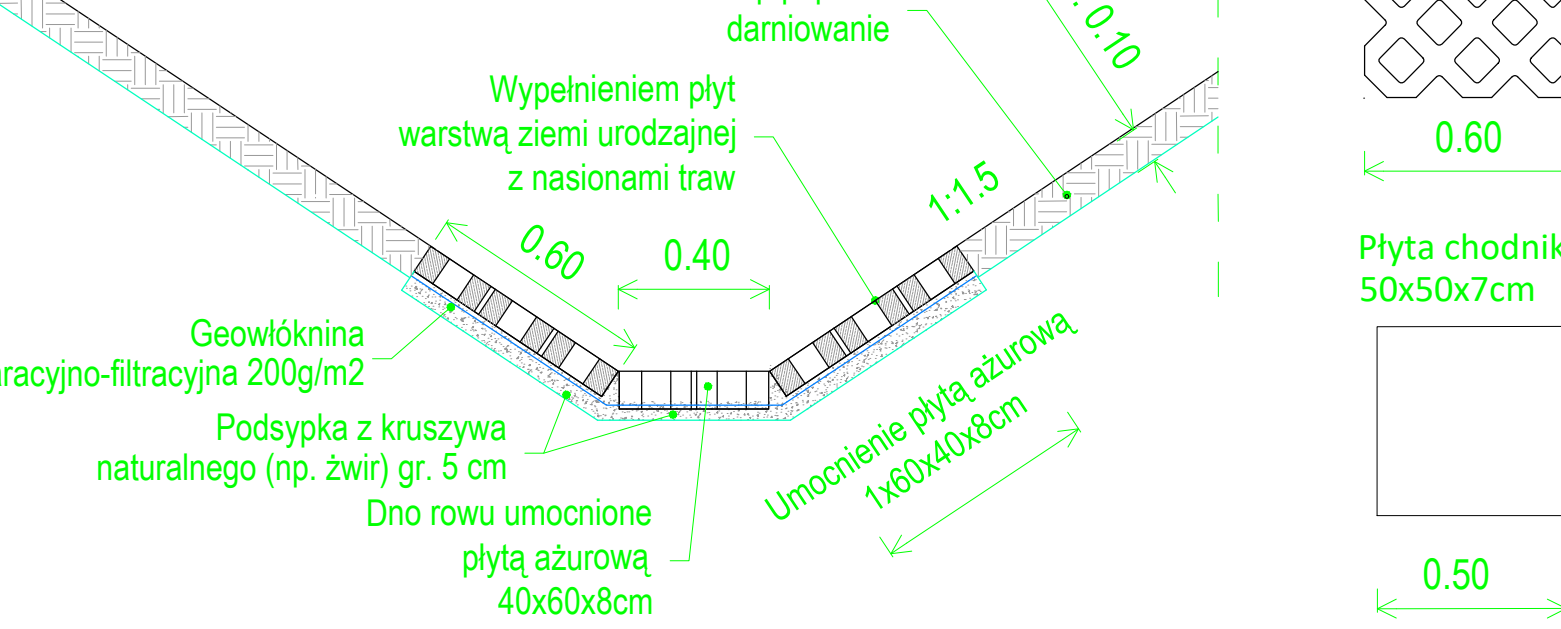 darniowanie
0.10
Wypełnieniem płyt
warstwą ziemi urodzajnej
z nasionami traw
1:1.5
0.60
0.40
Geowłóknina
aracyjno-filtracyjna 200g/m2
Podsypka z kruszywa
naturalnego (np. żwir) gr. 5 cm
Dno rowu umocnione
płytą ażurową
40x60x8cm
Umocnienie płytą ażurową
1x60x40x8cm
0.60
Płyta chodnik
50x50x7cm
0.50